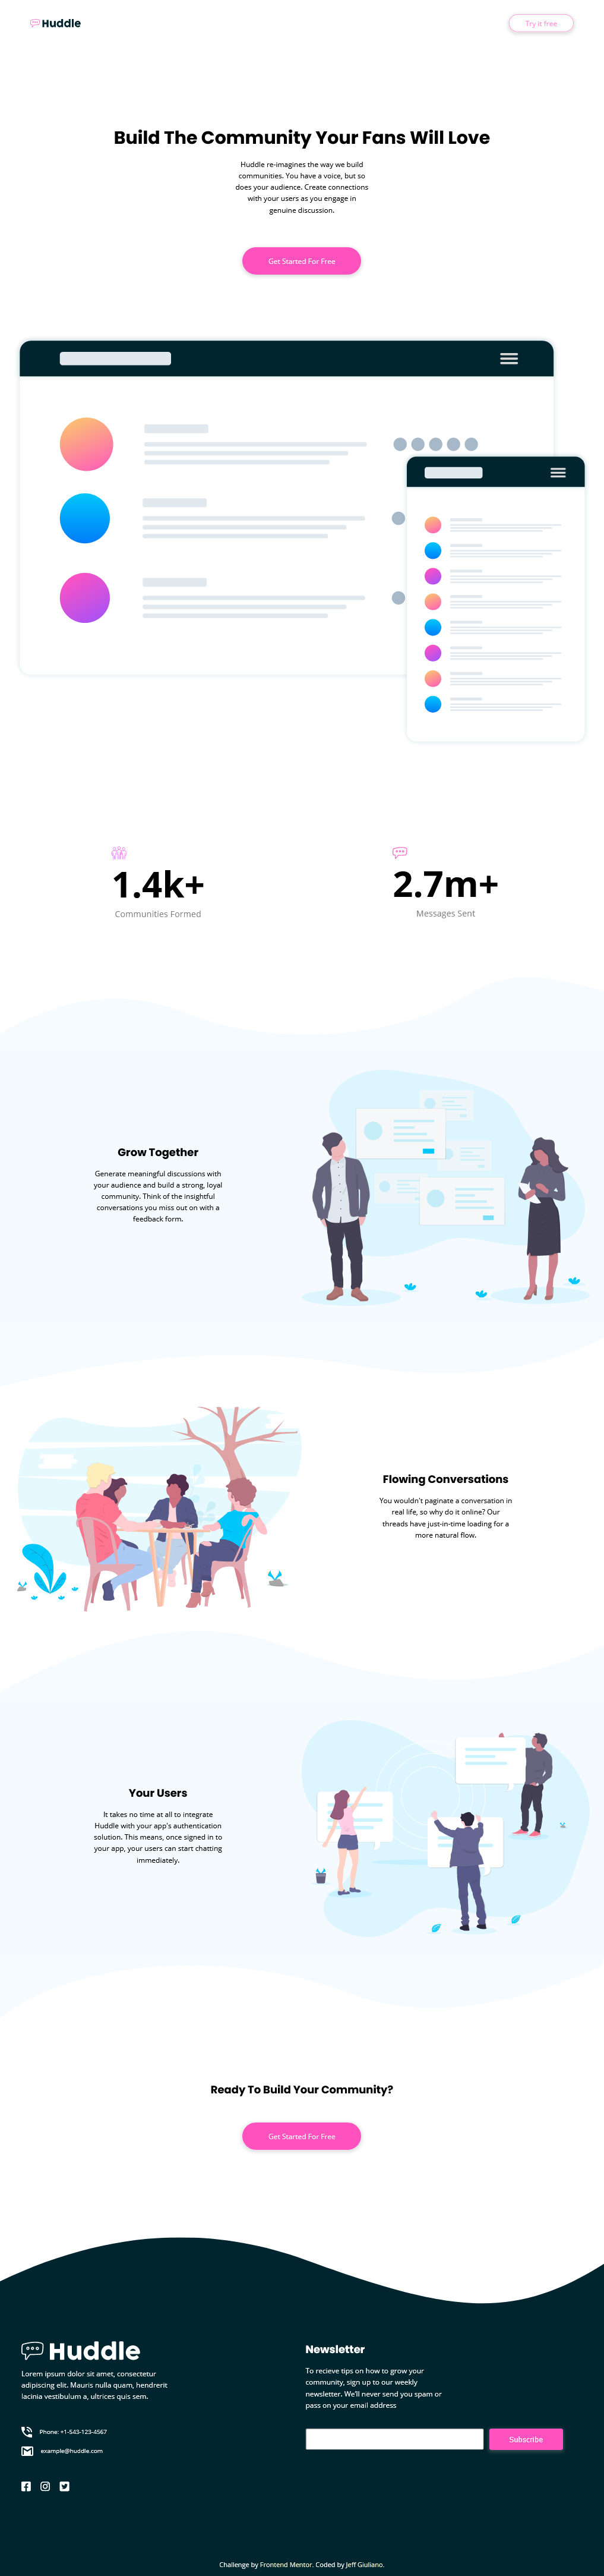 Huddle
Try it free
Build The Community Your Fans Will Love
Huddle re-imagines the way we build
communities. You have a voice, but so
does your audience. Create connections
with your users as you engage in
genuine discussion.
Get Started For Free
1.4k+
Communities Formed
2.7m+
Messages Sent
Grow Together
Generate meaningful discussions with
your audience and build a strong, loyal
community. Think of the insightful
conversations you miss out on with a
feedback form.
Flowing Conversations
You wouldn't paginate a conversation in
real life, so why do it online? Our
threads have just-in-time loading for a
more natural flow.
Your Users
It takes no time at all to integrate
Huddle with your app's authentication
solution. This means, once signed in to
your app, your users can start chatting
immediately.
Ready To Build Your Community?
Get Started For Free
Huddle
Lorem ipsum dolor sit amet, consectetur
adipiscing elit. Mauris nulla quam, hendrerit
lacinia vestibulum a, ultrices quis sem.
Phone: +1-543-123-4567
example@huddle.com
Newsletter
To recieve tips on how to grow your
community, sign up to our weekly
newsletter. We'll never send you spam or
pass on your email address
Subscribe
Challenge by Frontend Mentor. Coded by Jeff Giuliano.